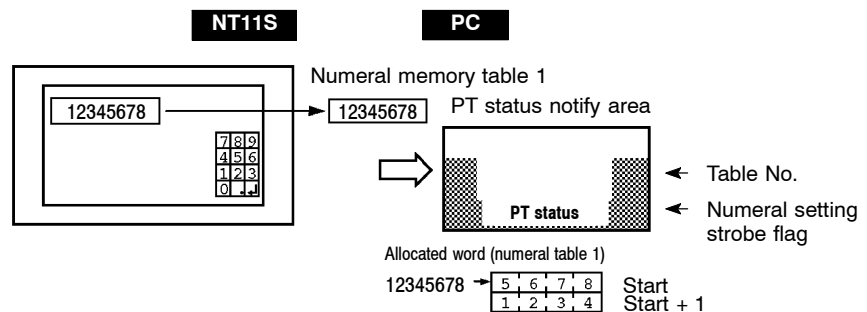 NT11S
PC
Numeral memory table 1
12345678
12345678
PT status notify area
7 8 9
4 5 6
1 2 3
0 . ↵
Table No.
PT status
Numeral setting
strobe flag
Allocated word (numeral table 1)
12345678
5 6 7 8
Start
1 2 3 4
Start + 1